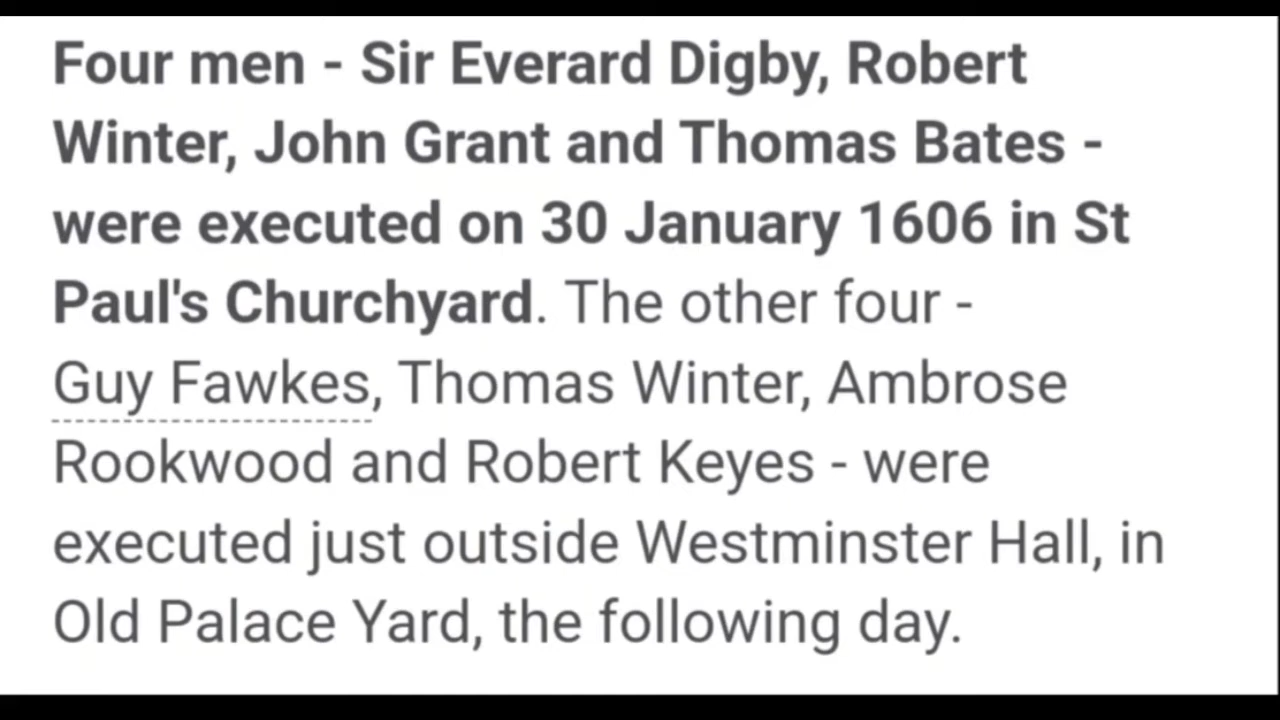 Four men - Sir Everard Digby, Robert
Winter, John Grant and Thomas Bates -
were executed on 30 January 1606 in St
Paul's Churchyard. The other four -
Guy Fawkes, Thomas Winter, Ambrose
Rookwood and Robert Keyes - were
executed just outside Westminster Hall, in
Old Palace Yard, the following day.